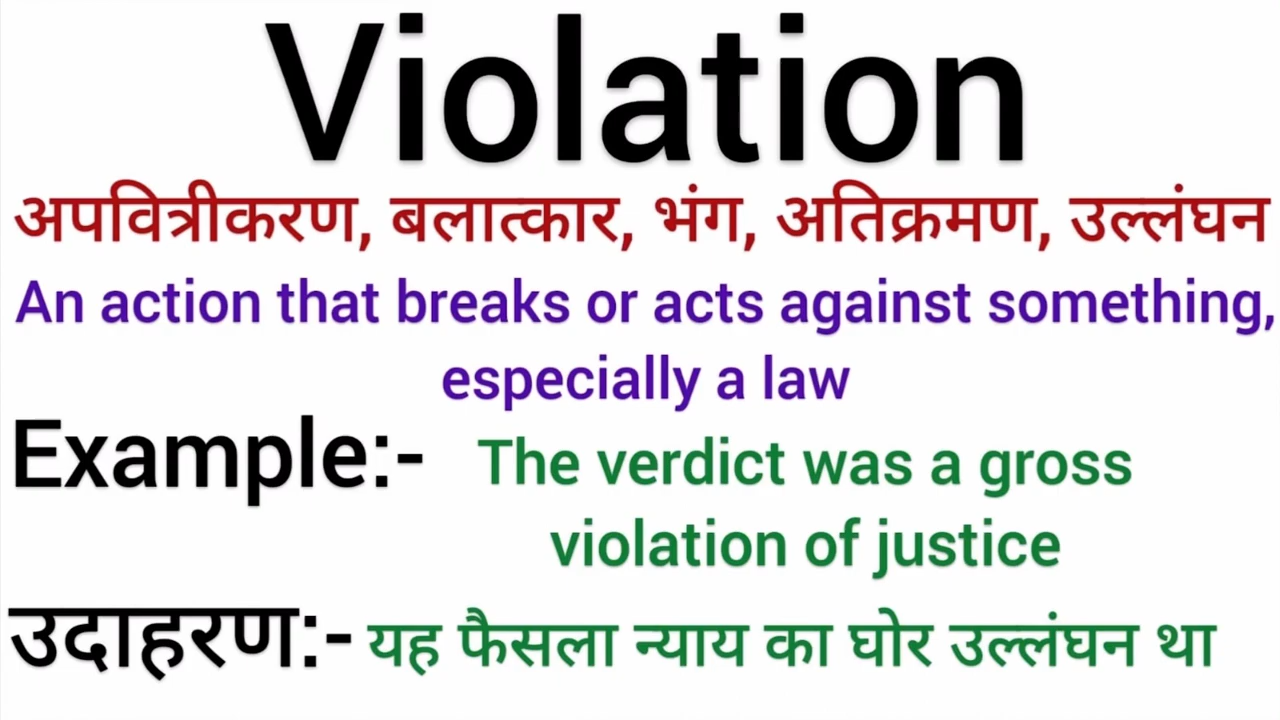 Violation
अपवित्रीकरण, बलात्कार, भंग, अतिक्रमण, उल्लंघन
An action that breaks or acts against something,
especially a law
Example:- The verdict was a gross
violation of justice
उदाहरण:- यह फैसला न्याय का घोर उल्लंघन था